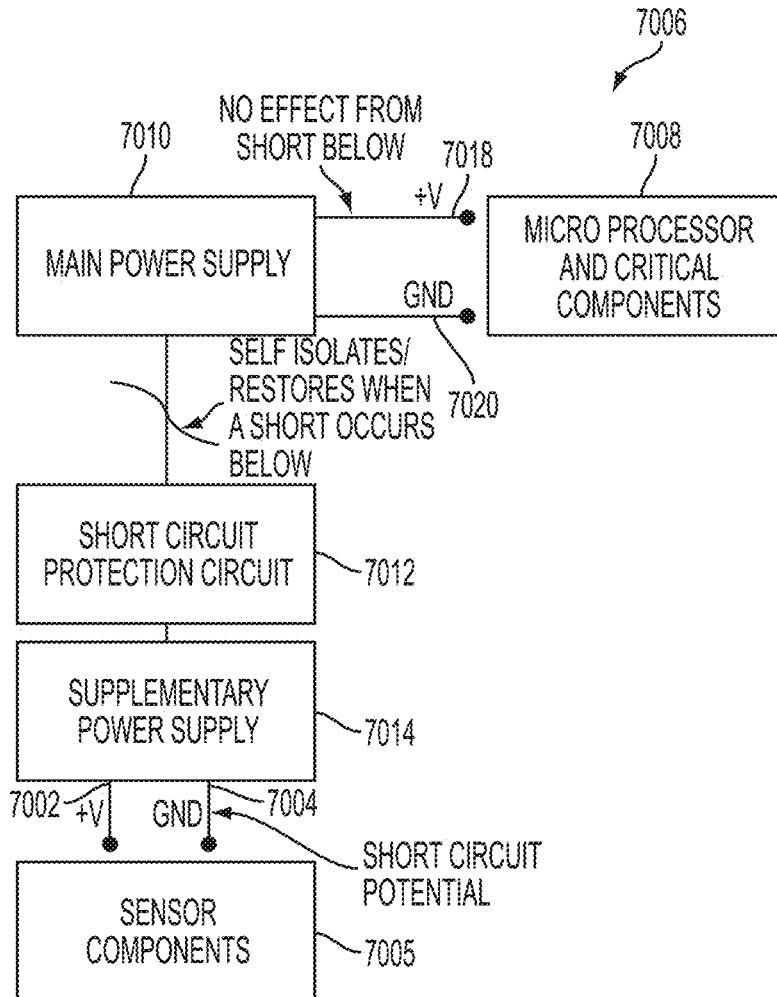 7006
NO EFFECT FROM
SHORT BELOW
7010
7018
7008
+V
MAIN POWER SUPPLY
MICRO PROCESSOR
AND CRITICAL
COMPONENTS
GND
7020
SELF ISOLATES/
RESTORES WHEN
A SHORT OCCURS
BELOW
SHORT CIRCUIT
PROTECTION CIRCUIT
7012
SUPPLEMENTARY
POWER SUPPLY
7014
7002
+V
GND
7004
SHORT CIRCUIT
POTENTIAL
SENSOR
COMPONENTS
7005